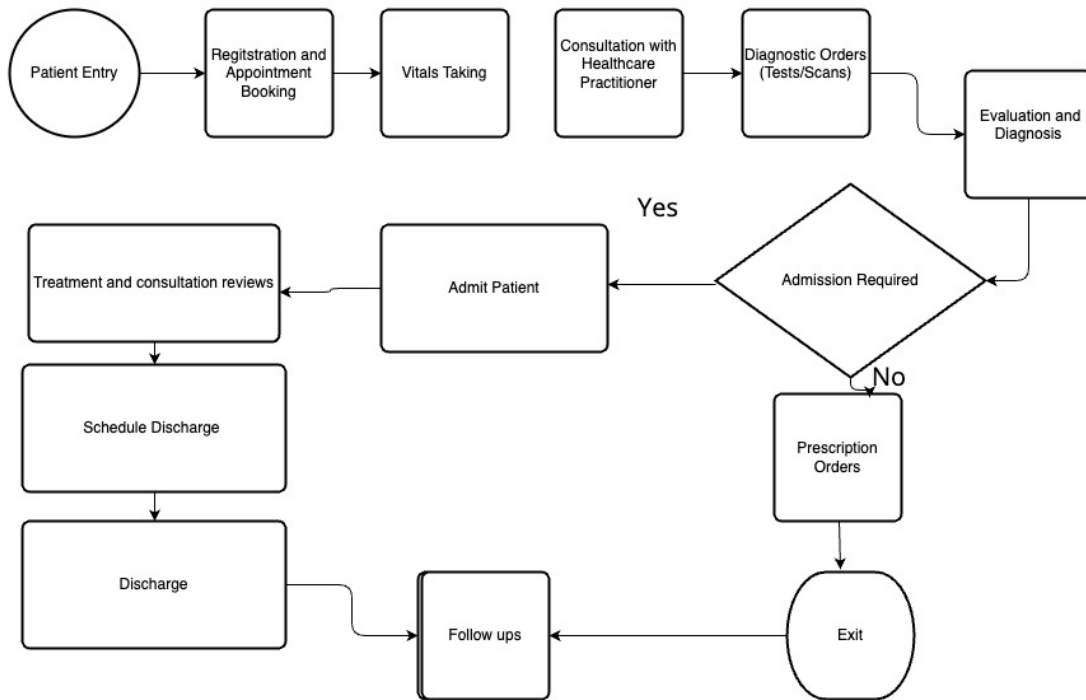 Patient Entry
Regitstration and
Appointment
Booking
Vitals Taking
Consultation with
Healthcare
Practitioner
Diagnostic Orders
(Tests/Scans)
Evaluation and
Diagnosis
Yes
Treatment and consultation reviews
Admit Patient
Admission Required
No
Schedule Discharge
Prescription
Orders
Discharge
Follow ups
Exit